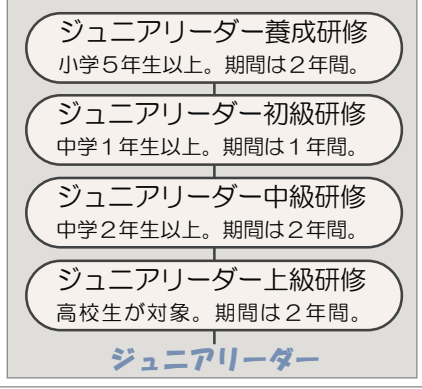 ジュニアリーダー養成研修
小学５年生以上。期間は２年間。
ジュニアリーダー初級研修
中学１年生以上。期間は１年間。
ジュニアリーダー中級研修
中学２年生以上。期間は２年間。
ジュニアリーダー上級研修
高校生が対象。期間は２年間。
ジュニアリーダー